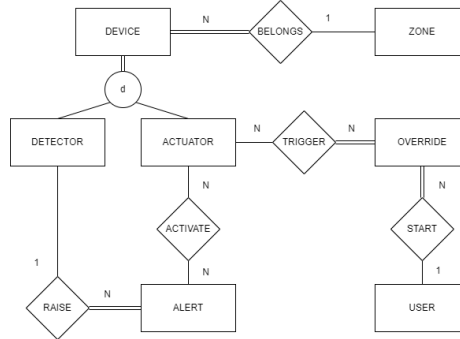 DEVICE
N
BELONGS
1
ZONE
d
DETECTOR
ACTUATOR
N
TRIGGER
N
OVERRIDE
N
N
ACTIVATE
START
1
N
1
RAISE
N
ALERT
USER